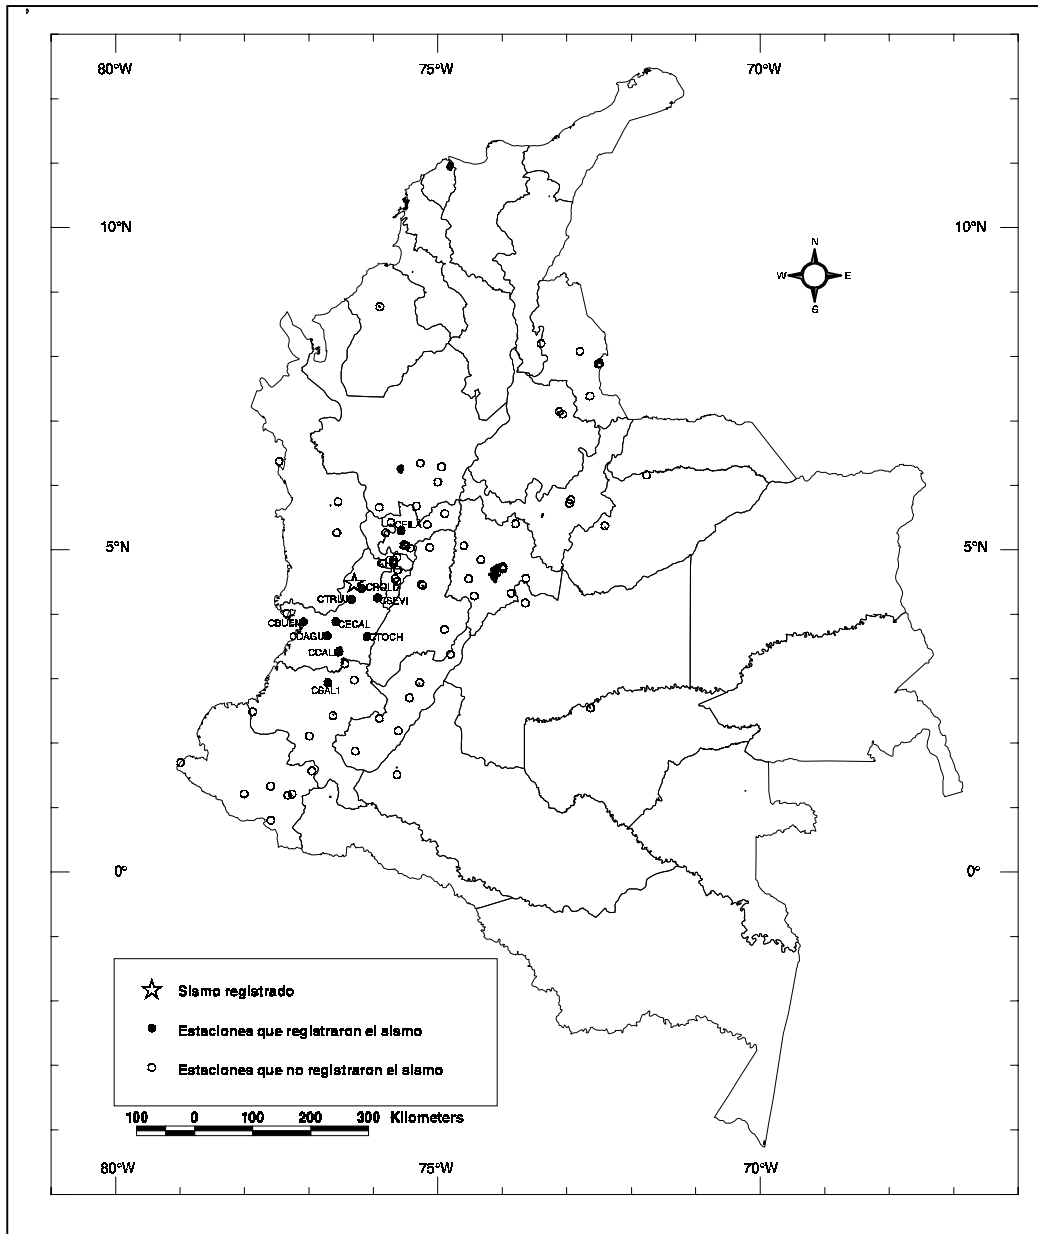 80°W 75°W 70°W
N
W E
S
10°N 10°N
CFILA
5°N 5°N
CTRUJ
CSEVI
CBUEN
CECAL
CDAGU
CTOCH
CCALI
CSAL1
0° 0°
Sismo registrado
Estaciones que registraron el sismo
Estaciones que no registraron el sismo
100 0 100 200 300 Kilometers
80°W 75°W 70°W